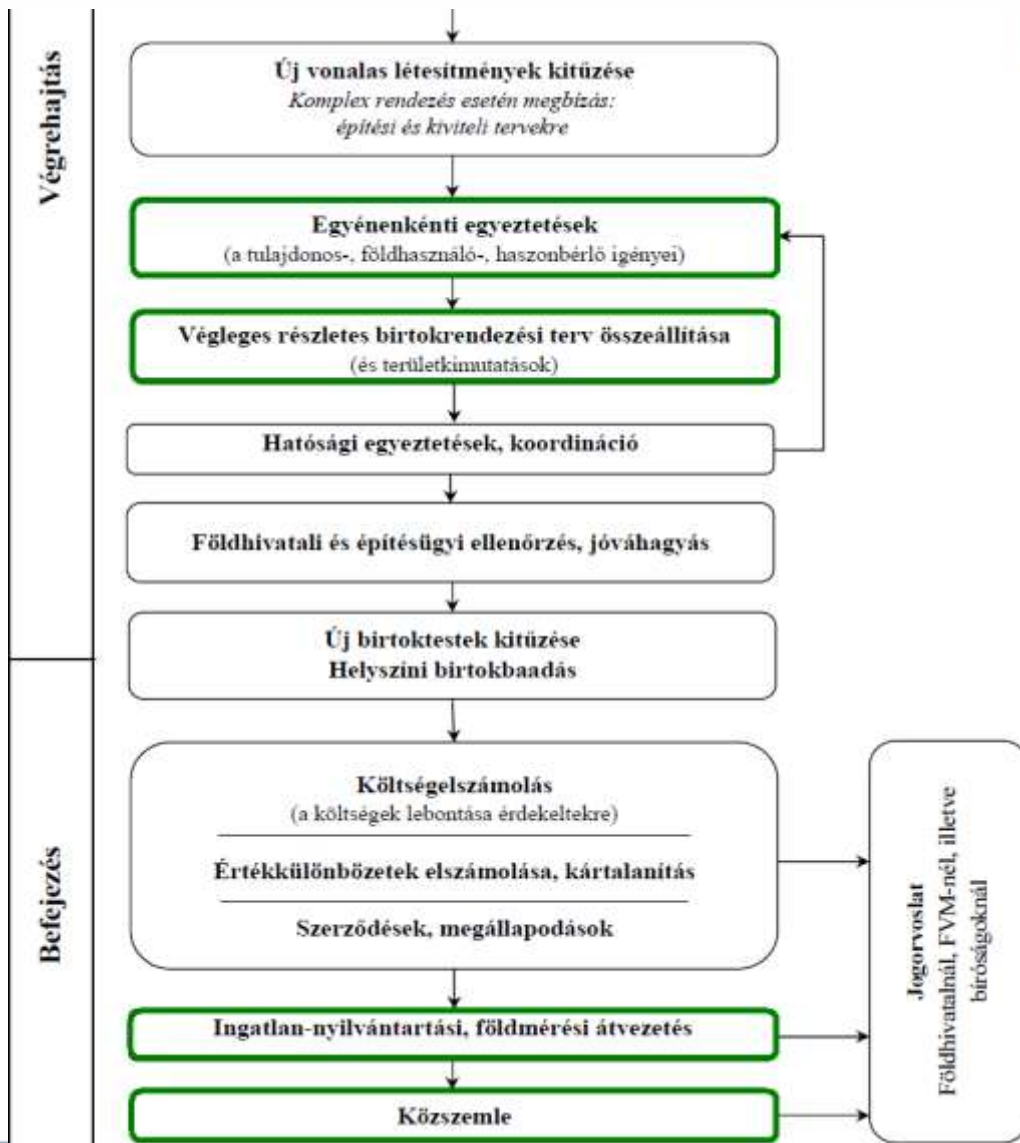 Végrehajtás
Új vonalas létesítmények kitűzése
Komplex rendezés esetén megbízás:
építési és kiviteli tervekre
Egyénenkénti egyeztetések
(a tulajdonos-, földhasználó-, haszonbérlő igényei)
Végleges részletes birtokrendezési terv összeállítása
(és területkimutatások)
Hatósági egyeztetések, koordináció
Földhivatali és építésügyi ellenőrzés, jóváhagyás
Új birtoktestek kitűzése
Helyszíni birtokbaadás
Befejezés
Költségelszámolás
(a költségek lebontása érdekeltekre)
Értékkülönbözetek elszámolása, kártalanítás
Szerződések, megállapodások
Ingatlan-nyilvántartási, földmérési átvezetés
Közszemle
Jogorvoslat
Földhivatalnál, FVM-nél, illetve
bíróságoknál